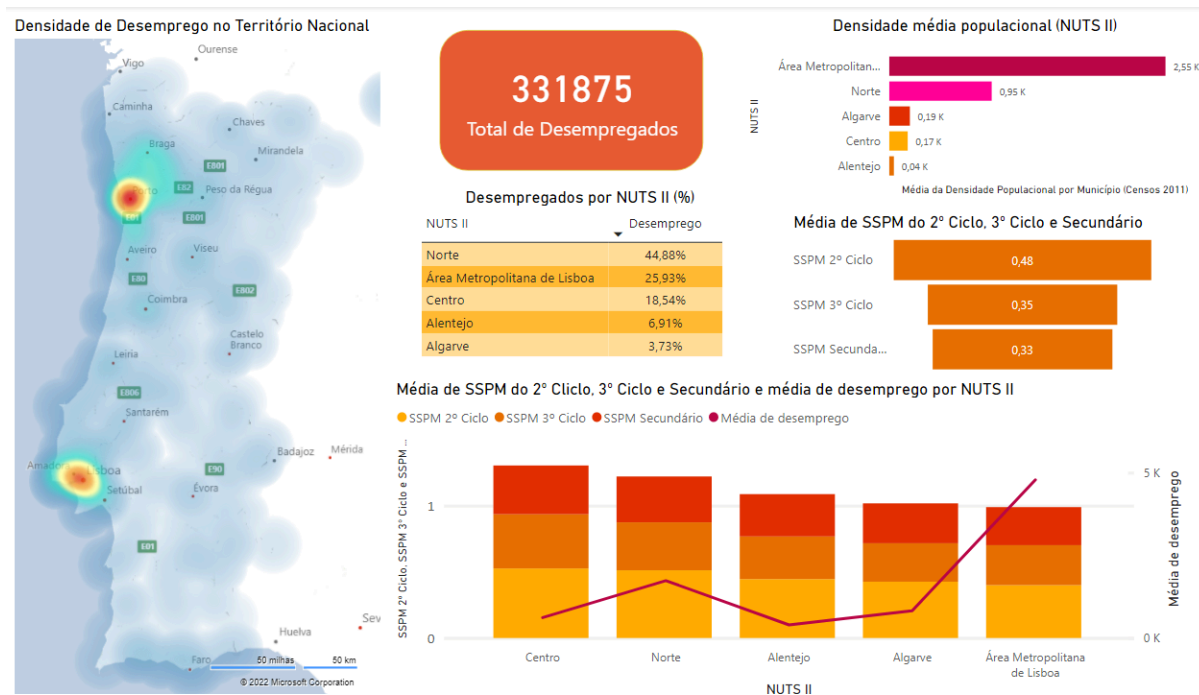 Densidade de Desemprego no Território Nacional
Ourense
Vigo
Caminha
Chaves
Braga
Mirandela
E801
E82
Porto
Peso da Régua
E01
E801
Aveiro
Viseu
E80
E802
Coimbra
Castelo
Branco
Leiria
E806
Santarém
Badajoz
Mérida
Amadora
Lisboa
E90
Setúbal
Évora
E01
Huelva
Sev
Faro
50 milhas
50 km
© 2022 Microsoft Corporation
331875
Total de Desempregados
Desempregados por NUTS II (%)
NUTS II Desemprego
Norte 44,88%
Área Metropolitana de Lisboa 25,93%
Centro 18,54%
Alentejo 6,91%
Algarve 3,73%
Densidade média populacional (NUTS II)
NUTS II
Área Metropolitan... 2,55 K
Norte 0,95 K
Algarve 0,19 K
Centro 0,17 K
Alentejo 0,04 K
Média da Densidade Populacional por Município (Censos 2011)
Média de SSPM do 2º Ciclo, 3º Ciclo e Secundário
SSPM 2º Ciclo 0,48
SSPM 3º Ciclo 0,35
SSPM Secunda... 0,33
Média de SSPM do 2º Cliclo, 3º Ciclo e Secundário e média de desemprego por NUTS II
SSPM 2º Ciclo SSPM 3º Ciclo SSPM Secundário Média de desemprego
SSPM 2º Ciclo, SSPM 3º Ciclo e SSPM ...
1
0
5 K
0 K
Média de desemprego
Centro
Norte
Alentejo
Algarve
Área Metropolitana
de Lisboa
NUTS II